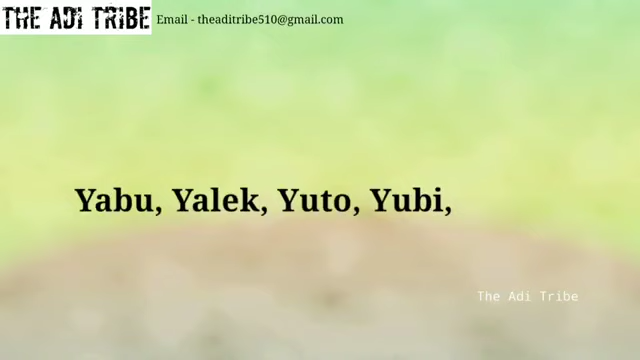 THE ADI TRIBE
Email - theaditribe510@gmail.com
Yabu, Yalek, Yuto, Yubi,
The Adi Tribe